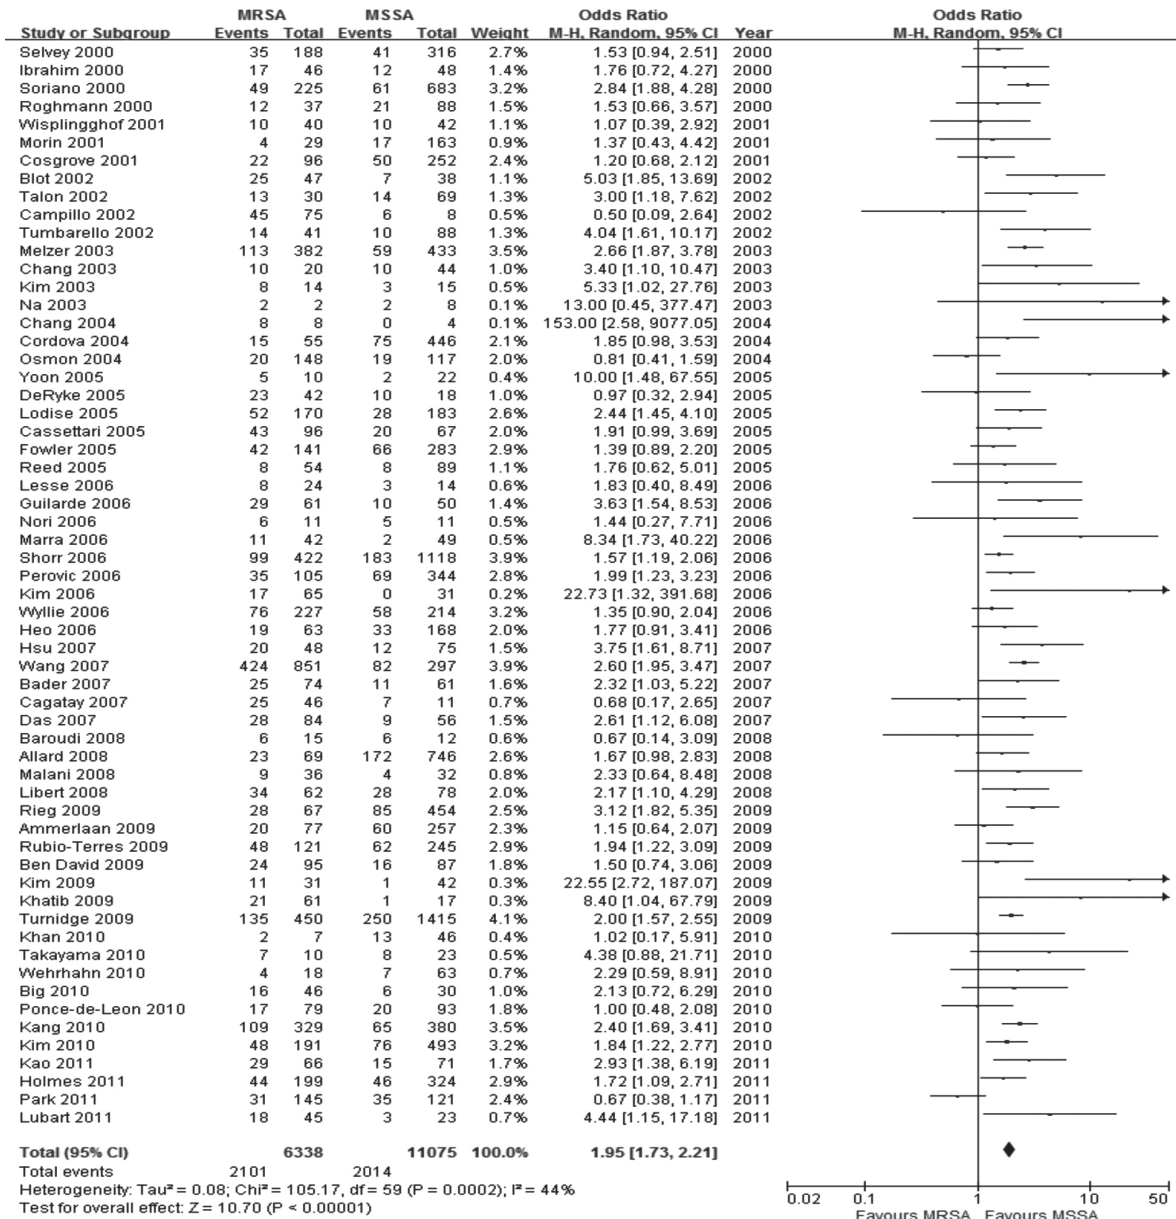 MRSA MSSA Odds Ratio Odds Ratio
Study or Subgroup Events Total Events Total Weight M-H, Random, 95% CI Year M-H, Random, 95% CI
Selvey 2000 35 188 41 316 2.7% 1.53 [0.94, 2.51] 2000
Ibrahim 2000 17 46 12 48 1.4% 1.76 [0.72, 4.27] 2000
Soriano 2000 49 225 61 683 3.2% 2.84 [1.88, 4.28] 2000
Roghmann 2000 12 37 21 88 1.5% 1.53 [0.66, 3.57] 2000
Wisplingghof 2001 10 40 10 42 1.1% 1.07 [0.39, 2.92] 2001
Morin 2001 4 29 17 163 0.9% 1.37 [0.43, 4.42] 2001
Cosgrove 2001 22 96 50 252 2.4% 1.20 [0.68, 2.12] 2001
Blot 2002 25 47 7 38 1.1% 5.03 [1.85, 13.69] 2002
Talon 2002 13 30 14 69 1.3% 3.00 [1.18, 7.62] 2002
Campillo 2002 45 75 6 8 0.5% 0.50 [0.09, 2.64] 2002
Tumbarello 2002 14 41 10 88 1.3% 4.04 [1.61, 10.17] 2002
Melzer 2003 113 382 59 433 3.5% 2.66 [1.87, 3.78] 2003
Chang 2003 10 20 10 44 1.0% 3.40 [1.10, 10.47] 2003
Kim 2003 8 14 3 15 0.5% 5.33 [1.02, 27.76] 2003
Na 2003 2 2 2 8 0.1% 13.00 [0.45, 377.47] 2003
Chang 2004 8 8 0 4 0.1% 153.00 [2.58, 9077.05] 2004
Cordova 2004 15 55 75 446 2.1% 1.85 [0.98, 3.53] 2004
Osmon 2004 20 148 19 117 2.0% 0.81 [0.41, 1.59] 2004
Yoon 2005 5 10 2 22 0.4% 10.00 [1.48, 67.55] 2005
DeRyke 2005 23 42 10 18 1.0% 0.97 [0.32, 2.94] 2005
Lodise 2005 52 170 28 183 2.6% 2.44 [1.45, 4.10] 2005
Cassettari 2005 43 96 20 67 2.0% 1.91 [0.99, 3.69] 2005
Fowler 2005 42 141 66 283 2.9% 1.39 [0.89, 2.20] 2005
Reed 2005 8 54 8 89 1.1% 1.76 [0.62, 5.01] 2005
Lesse 2006 8 24 3 14 0.6% 1.83 [0.40, 8.49] 2006
Guilarde 2006 29 61 10 50 1.4% 3.63 [1.54, 8.53] 2006
Nori 2006 6 11 5 11 0.5% 1.44 [0.27, 7.71] 2006
Marra 2006 11 42 2 49 0.6% 8.34 [1.73, 40.22] 2006
Shorr 2006 99 422 183 1118 3.9% 1.57 [1.19, 2.06] 2006
Perovic 2006 35 105 69 344 2.8% 1.99 [1.23, 3.23] 2006
Kim 2006 17 65 0 31 0.2% 22.73 [1.32, 391.68] 2006
Wyllie 2006 76 227 58 214 3.2% 1.35 [0.90, 2.04] 2006
Heo 2006 19 63 33 168 2.0% 1.77 [0.91, 3.41] 2006
Hsu 2007 20 48 12 75 1.5% 3.75 [1.61, 8.71] 2007
Wang 2007 424 851 82 297 3.9% 2.60 [1.95, 3.47] 2007
Bader 2007 25 74 11 61 1.6% 2.32 [1.03, 5.22] 2007
Cagatay 2007 25 46 7 11 0.7% 0.68 [0.17, 2.65] 2007
Das 2007 28 84 9 56 1.5% 2.61 [1.12, 6.08] 2007
Baroudi 2008 6 15 6 12 0.6% 0.67 [0.14, 3.09] 2008
Allard 2008 23 69 172 746 2.6% 1.67 [0.98, 2.83] 2008
Malani 2008 9 36 4 32 0.8% 2.33 [0.64, 8.48] 2008
Libert 2008 34 62 28 78 1.9% 2.17 [1.10, 4.29] 2008
Rieg 2009 28 67 85 454 2.5% 3.12 [1.82, 5.35] 2009
Ammerlaan 2009 20 77 60 257 2.3% 1.15 [0.64, 2.07] 2009
Rubio-Terres 2009 48 121 62 245 2.9% 1.94 [1.22, 3.09] 2009
Ben David 2009 24 95 16 87 1.8% 1.50 [0.74, 3.06] 2009
Kim 2009 11 31 1 42 0.3% 22.55 [2.72, 187.07] 2009
Khatib 2009 21 61 1 17 0.3% 8.40 [1.04, 67.79] 2009
Turnidge 2009 135 450 250 1415 4.1% 2.00 [1.57, 2.55] 2009
Khan 2010 2 7 13 46 0.4% 1.02 [0.17, 5.91] 2010
Takayama 2010 7 10 8 23 0.5% 4.38 [0.88, 21.71] 2010
Wehrhahn 2010 4 18 7 63 0.7% 2.29 [0.59, 8.91] 2010
Big 2010 16 46 6 30 1.0% 2.13 [0.72, 6.29] 2010
Ponce-de-Leon 2010 17 79 20 93 1.7% 1.00 [0.48, 2.08] 2010
Kang 2010 109 329 65 380 3.5% 2.40 [1.69, 3.41] 2010
Kim 2010 48 191 76 493 3.2% 1.84 [1.22, 2.77] 2010
Kao 2011 29 66 15 71 1.7% 2.93 [1.38, 6.19] 2011
Holmes 2011 44 199 46 324 2.9% 1.72 [1.09, 2.71] 2011
Park 2011 31 145 35 121 2.4% 0.67 [0.38, 1.17] 2011
Lubart 2011 18 45 3 23 0.7% 4.44 [1.15, 17.18] 2011
Total (95% CI) 6338 11075 100.0% 1.95 [1.73, 2.21]
Total events 2101 2014
Heterogeneity: Tau² = 0.08; Chi² = 105.17, df = 59 (P = 0.0002); I² = 44%
Test for overall effect: Z = 10.70 (P < 0.00001)
0.02 0.1 1 10 50
Favours MRSA Favours MSSA